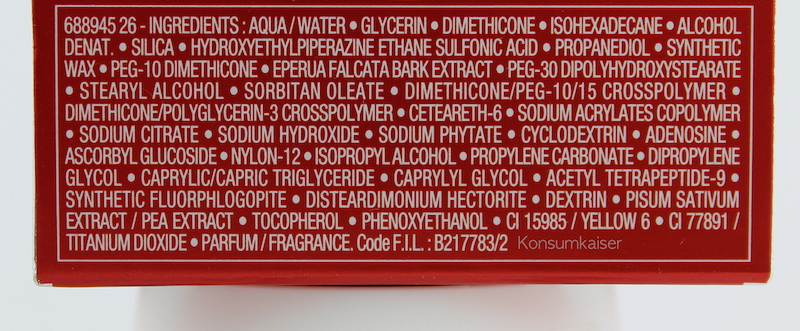 688945 26 - INGREDIENTS : AQUA / WATER • GLYCERIN • DIMETHICONE • ISOHEXADECANE • ALCOHOL
DENAT. • SILICA • HYDROXYETHYLPIPERAZINE ETHANE SULFONIC ACID • PROPANEDIOL • SYNTHETIC
WAX • PEG-10 DIMETHICONE • EPERUA FALCATA BARK EXTRACT • PEG-30 DIPOLYHYDROXYSTEARATE
• STEARYL ALCOHOL • SORBITAN OLEATE • DIMETHICONE/PEG-10/15 CROSSPOLYMER •
DIMETHICONE/POLYGLYCERIN-3 CROSSPOLYMER • CETEARETH-6 • SODIUM ACRYLATES COPOLYMER
• SODIUM CITRATE • SODIUM HYDROXIDE • SODIUM PHYTATE • CYCLODEXTRIN • ADENOSINE •
ASCORBYL GLUCOSIDE • NYLON-12 • ISOPROPYL ALCOHOL • PROPYLENE CARBONATE • DIPROPYLENE
GLYCOL • CAPRYLIC/CAPRIC TRIGLYCERIDE • CAPRYLYL GLYCOL • ACETYL TETRAPEPTIDE-9 •
SYNTHETIC FLUORPHLOGOPITE • DISTEARDIMONIUM HECTORITE • DEXTRIN • PISUM SATIVUM
EXTRACT / PEA EXTRACT • TOCOPHEROL • PHENOXYETHANOL • CI 15985 / YELLOW 6 • CI 77891 /
TITANIUM DIOXIDE • PARFUM / FRAGRANCE. Code F.I.L. : B217783/2 Konsumkaiser